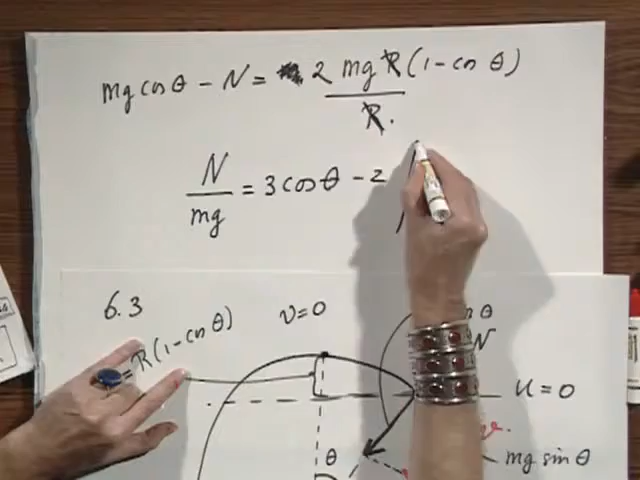 mg cos θ - N = 2 mg R (1 - cos θ)
R.
N
mg
= 3 cos θ - 2
6.3
v = 0
= R (1 - cos θ)
θ
N
u = 0
v.
θ
mg sin θ